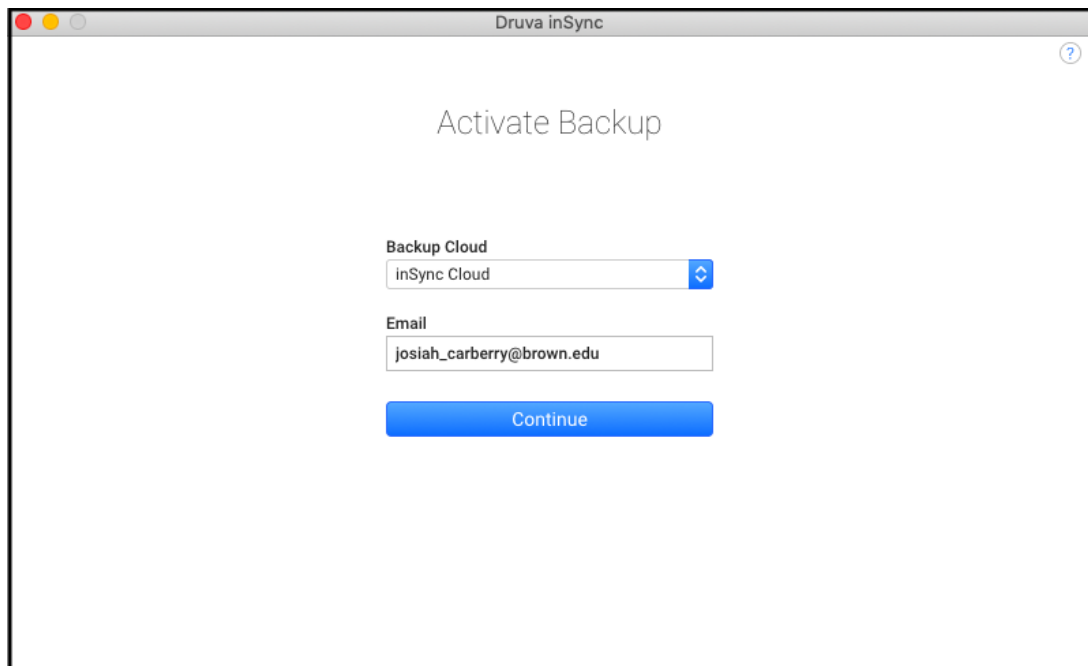 Druva inSync
?
Activate Backup
Backup Cloud
inSync Cloud
Email
josiah_carberry@brown.edu
Continue